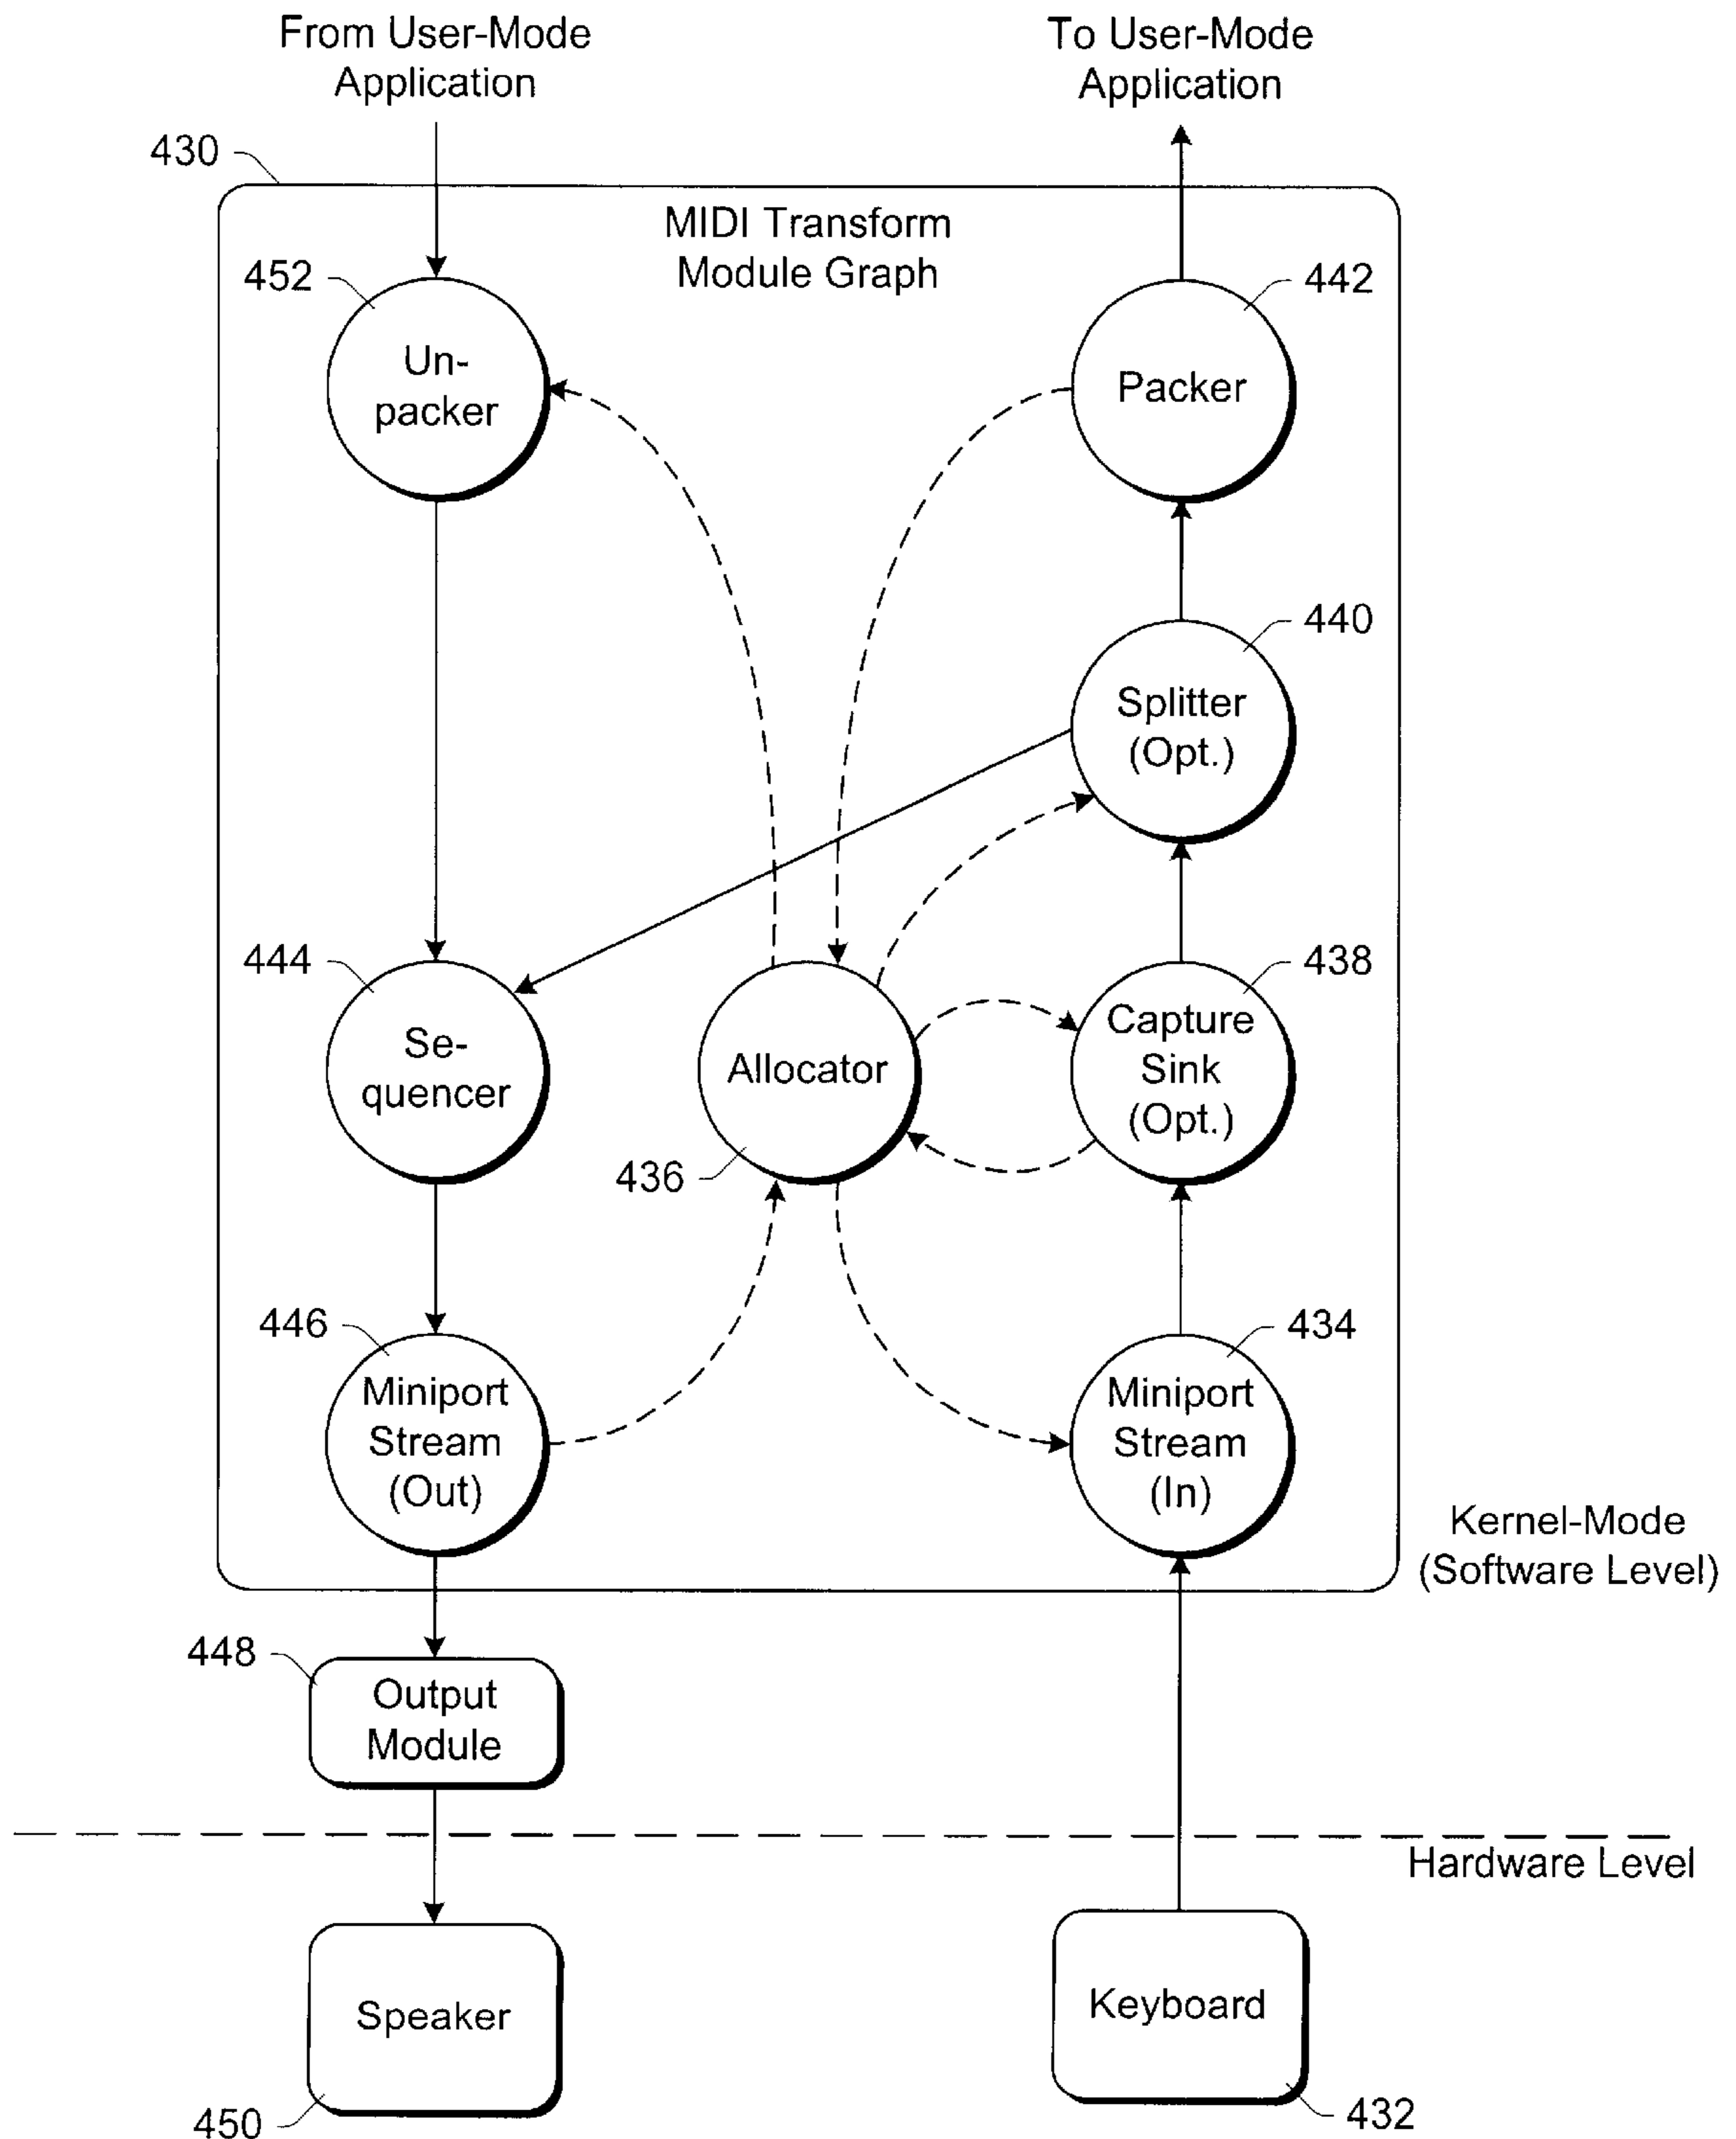 From User-Mode
Application
To User-Mode
Application
430
MIDI Transform
Module Graph
452
Un-
packer
442
Packer
440
Splitter
(Opt.)
444
Se-
quencer
Allocator
436
438
Capture
Sink
(Opt.)
446
Miniport
Stream
(Out)
434
Miniport
Stream
(In)
Kernel-Mode
(Software Level)
448
Output
Module
Hardware Level
Speaker
450
Keyboard
432